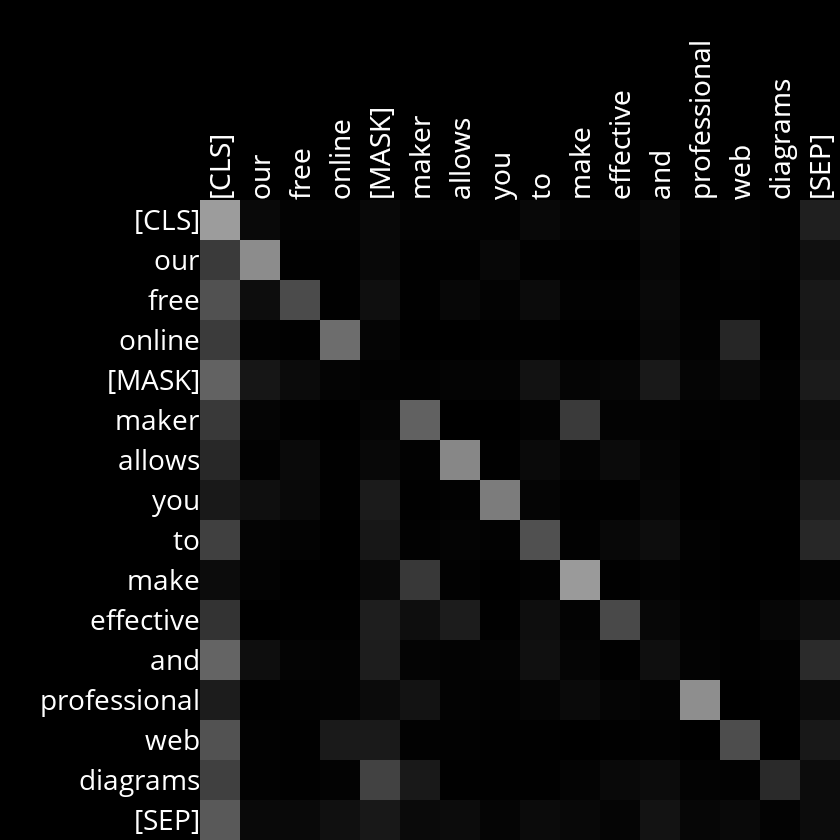 [CLS] our free online [MASK] maker allows you to make effective and professional web diagrams [SEP]
[CLS]
our
free
online
[MASK]
maker
allows
you
to
make
effective
and
professional
web
diagrams
[SEP]